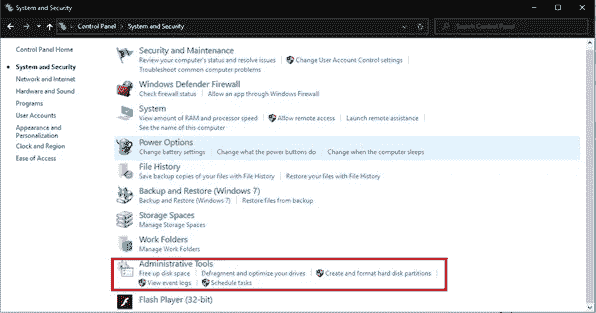 System and Security
Control Panel > System and Security
Search Control Panel
Control Panel Home
System and Security
Network and Internet
Hardware and Sound
Programs
User Accounts
Appearance and
Personalization
Clock and Region
Ease of Access
Security and Maintenance
Review your computer's status and resolve issues | Change User Account Control settings |
Troubleshoot common computer problems
Windows Defender Firewall
Check firewall status | Allow an app through Windows Firewall
System
View amount of RAM and processor speed | Allow remote access | Launch remote assistance |
See the name of this computer
Power Options
Change battery settings | Change what the power buttons do | Change when the computer sleeps
File History
Save backup copies of your files with File History | Restore your files with File History
Backup and Restore (Windows 7)
Backup and Restore (Windows 7) | Restore files from backup
Storage Spaces
Manage Storage Spaces
Work Folders
Manage Work Folders
Administrative Tools
Free up disk space | Defragment and optimize your drives | Create and format hard disk partitions |
View event logs | Schedule tasks
Flash Player (32-bit)